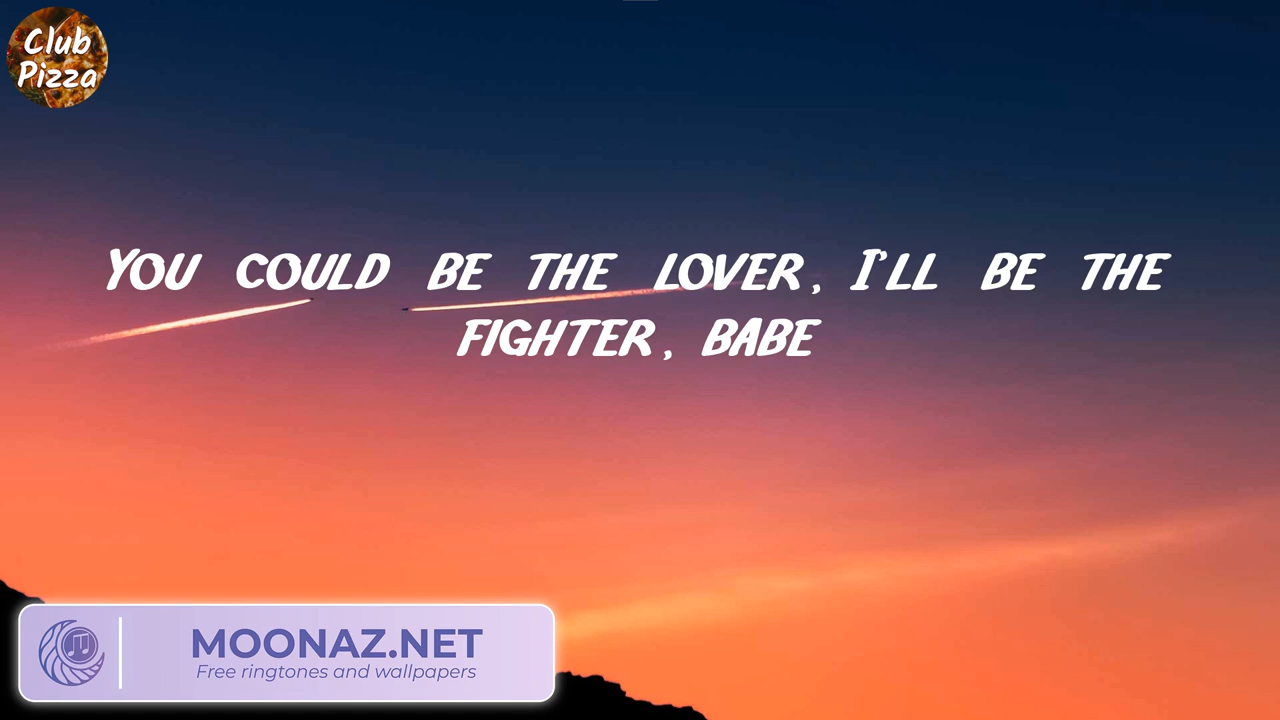 Club
Pizza
YOU COULD BE THE LOVER, I'LL BE THE
FIGHTER, BABE
MOONAZ.NET
Free ringtones and wallpapers